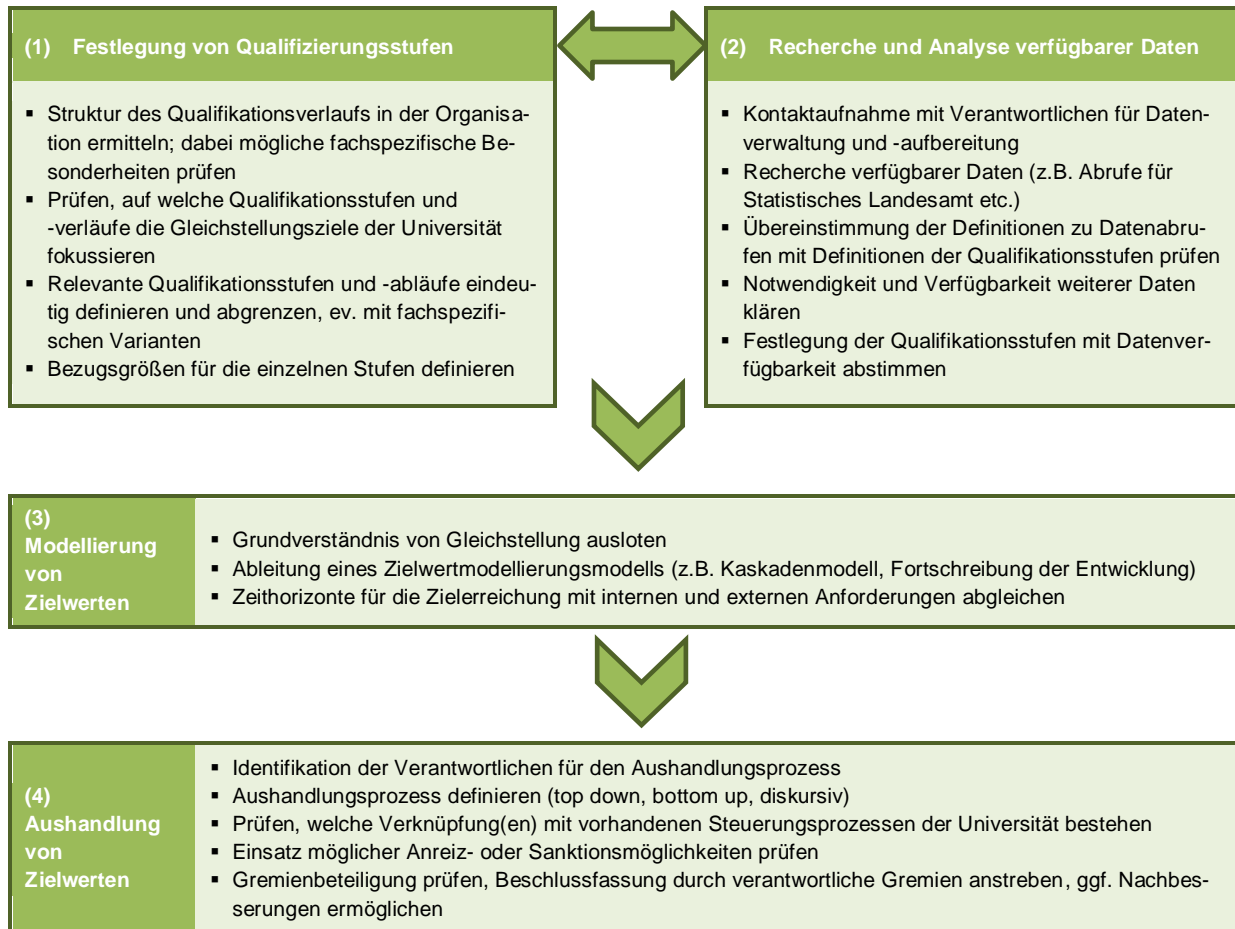 (1) Festlegung von Qualifizierungsstufen
▪ Struktur des Qualifikationsverlaufs in der Organisa-
tion ermitteln; dabei mögliche fachspezifische Be-
sonderheiten prüfen
▪ Prüfen, auf welche Qualifikationsstufen und
-verläufe die Gleichstellungsziele der Universität
fokussieren
▪ Relevante Qualifikationsstufen und -abläufe eindeu-
tig definieren und abgrenzen, ev. mit fachspezifi-
schen Varianten
▪ Bezugsgrößen für die einzelnen Stufen definieren
(2) Recherche und Analyse verfügbarer Daten
▪ Kontaktaufnahme mit Verantwortlichen für Daten-
verwaltung und -aufbereitung
▪ Recherche verfügbarer Daten (z.B. Abrufe für
Statistisches Landesamt etc.)
▪ Übereinstimmung der Definitionen zu Datenabru-
fen mit Definitionen der Qualifikationsstufen prüfen
▪ Notwendigkeit und Verfügbarkeit weiterer Daten
klären
▪ Festlegung der Qualifikationsstufen mit Datenver-
fügbarkeit abstimmen
(3)
Modellierung
von
Zielwerten
▪ Grundverständnis von Gleichstellung ausloten
▪ Ableitung eines Zielwertmodellierungsmodells (z.B. Kaskadenmodell, Fortschreibung der Entwicklung)
▪ Zeithorizonte für die Zielerreichung mit internen und externen Anforderungen abgleichen
(4)
Aushandlung
von
Zielwerten
▪ Identifikation der Verantwortlichen für den Aushandlungsprozess
▪ Aushandlungsprozess definieren (top down, bottom up, diskursiv)
▪ Prüfen, welche Verknüpfung(en) mit vorhandenen Steuerungsprozessen der Universität bestehen
▪ Einsatz möglicher Anreiz- oder Sanktionsmöglichkeiten prüfen
▪ Gremienbeteiligung prüfen, Beschlussfassung durch verantwortliche Gremien anstreben, ggf. Nachbes-
serungen ermöglichen